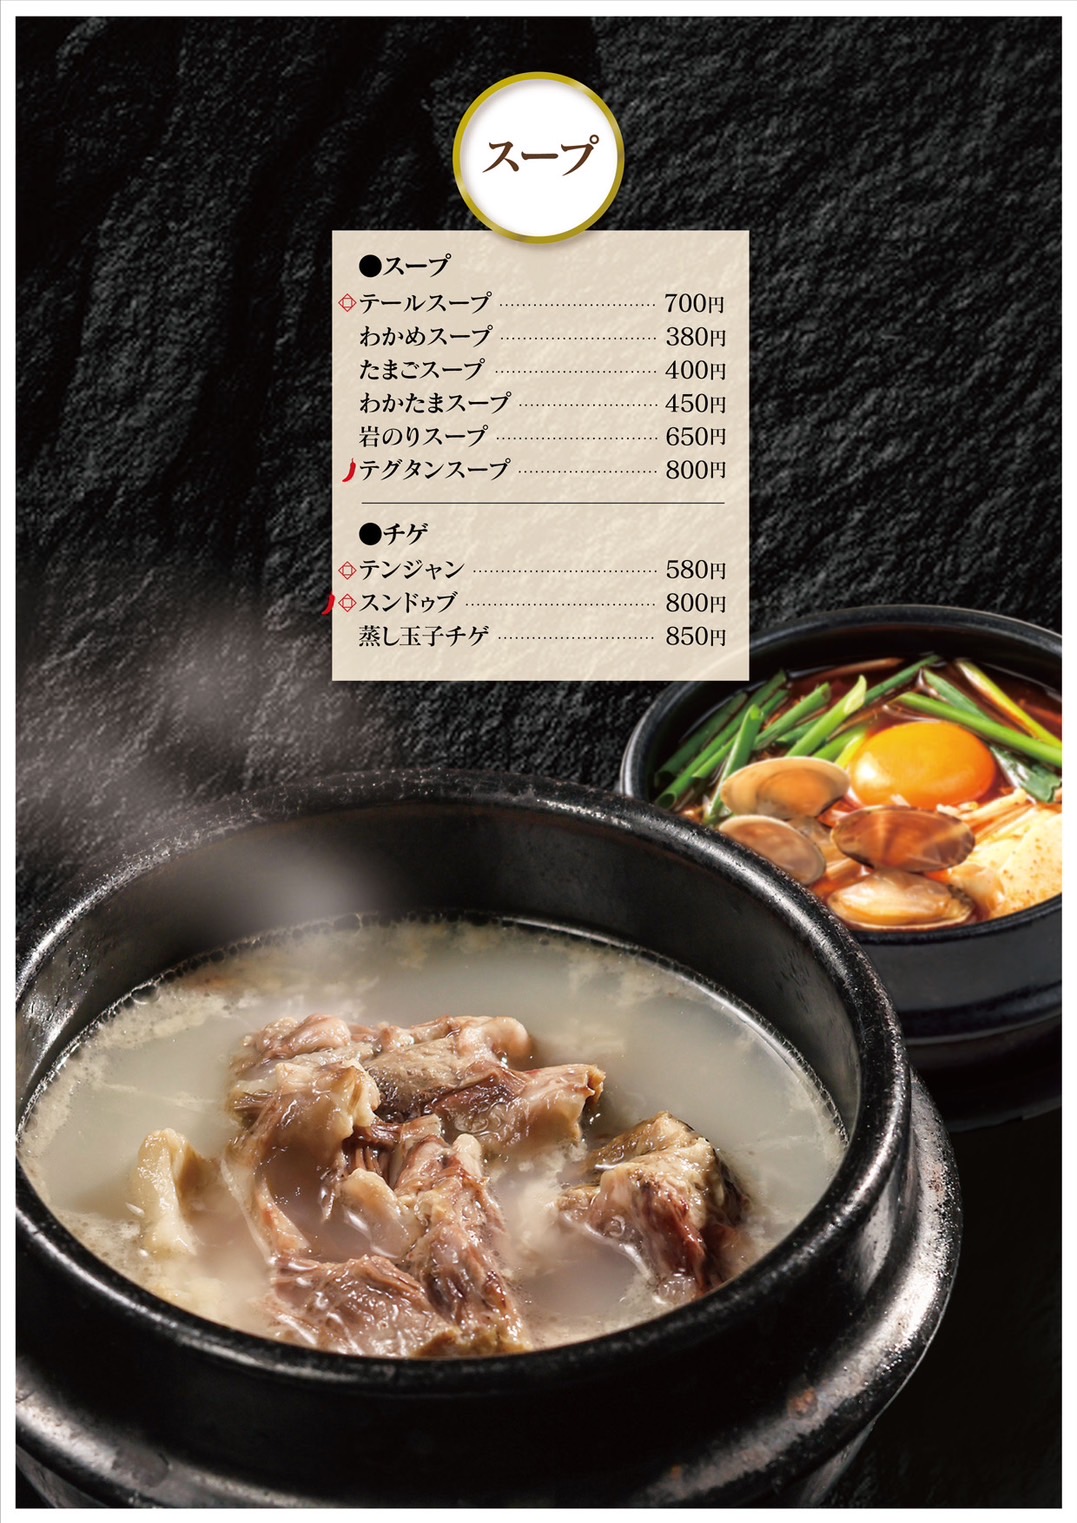 スープ
●スープ
テールスープ 700円
わかめスープ 380円
たまごスープ 400円
わかたまスープ 450円
岩のりスープ 650円
テグタンスープ 800円
●チゲ
テンジャン 580円
スンドゥブ 800円
蒸し玉子チゲ 850円